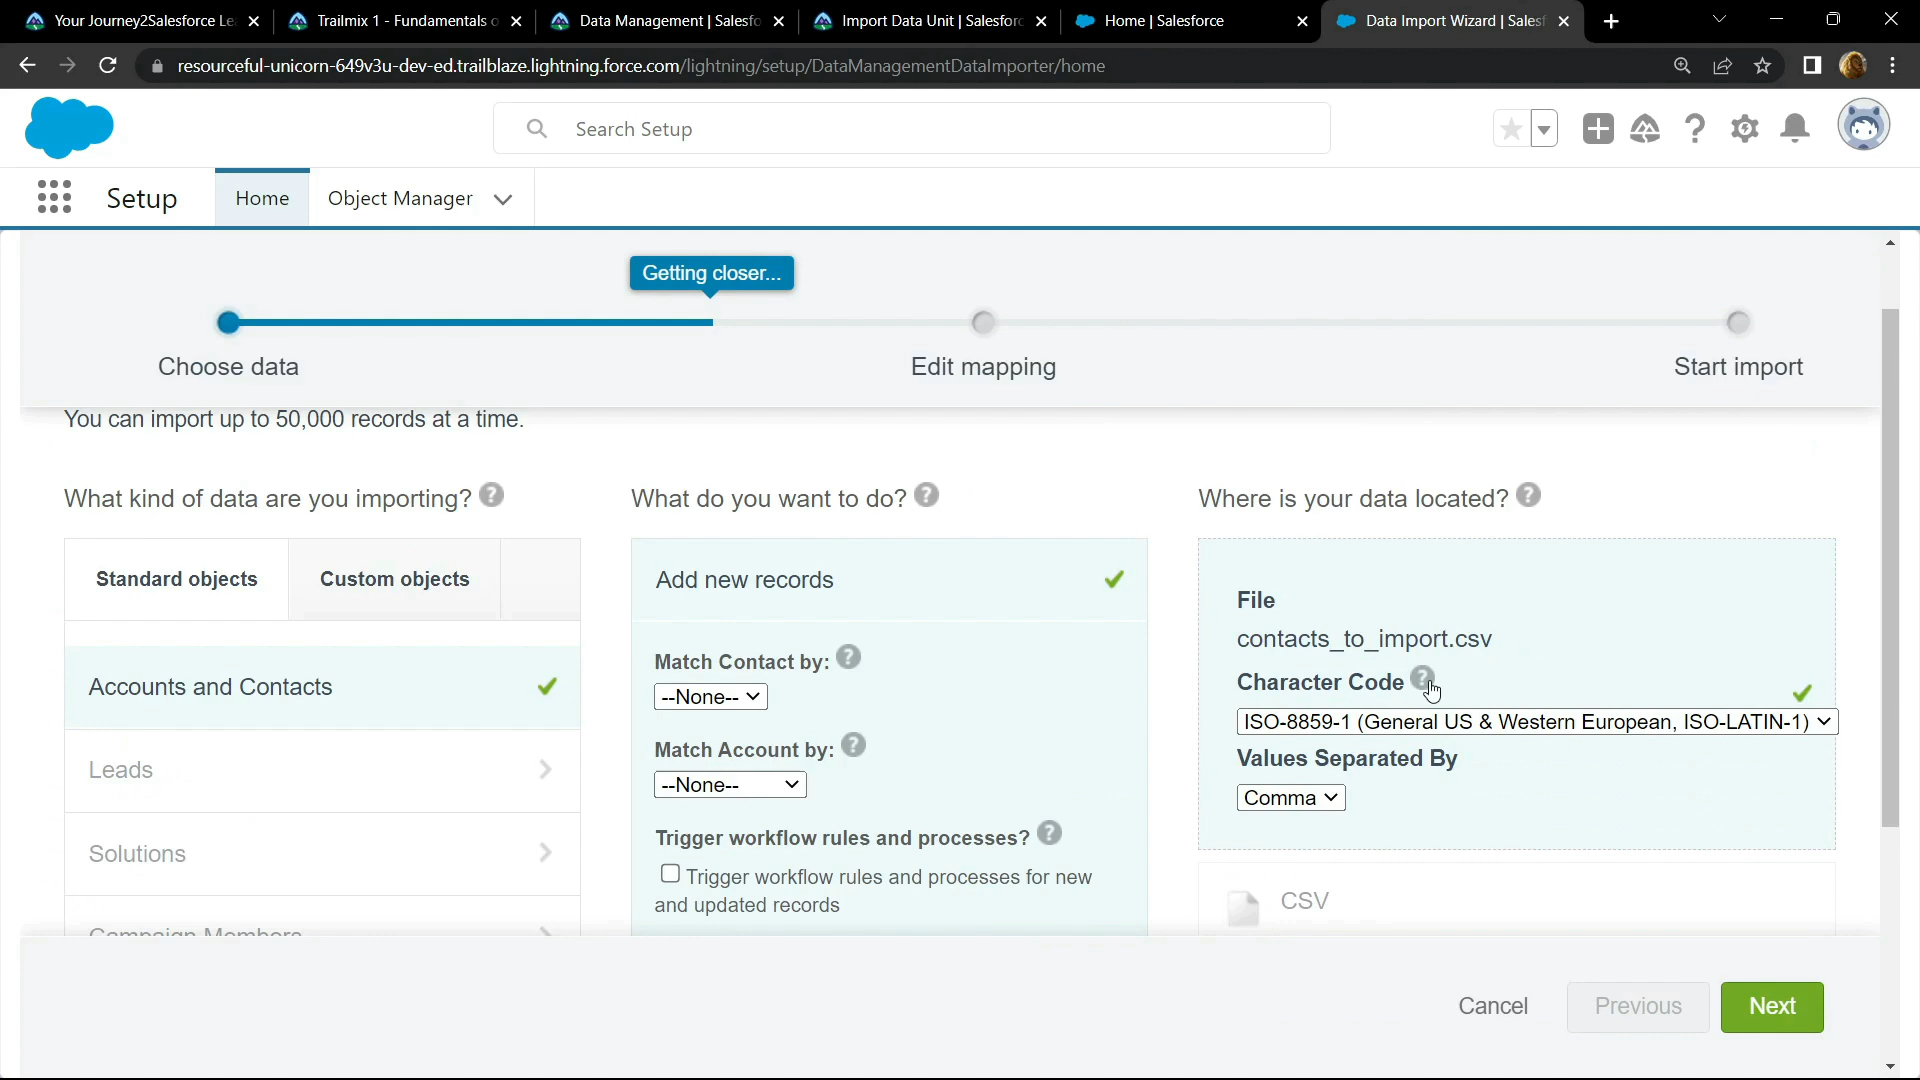 Your Journey2Salesforce Le
Trailmix 1 - Fundamentals o
Data Management | Salesfo
Import Data Unit | Salesforc
Home | Salesforce
Data Import Wizard | Salesf
resourceful-unicorn-649v3u-dev-ed.trailblaze.lightning.force.com/lightning/setup/DataManagementDataImporter/home
Search Setup
Setup
Home
Object Manager
Getting closer...
Choose data
Edit mapping
Start import
You can import up to 50,000 records at a time.
What kind of data are you importing? ?
Standard objects
Custom objects
Accounts and Contacts
Leads
Solutions
Campaign Members
What do you want to do? ?
Add new records
Match Contact by: ?
--None--
Match Account by: ?
--None--
Trigger workflow rules and processes? ?
Trigger workflow rules and processes for new
and updated records
Where is your data located? ?
File
contacts_to_import.csv
Character Code ?
ISO-8859-1 (General US & Western European, ISO-LATIN-1)
Values Separated By
Comma
CSV
Cancel
Previous
Next